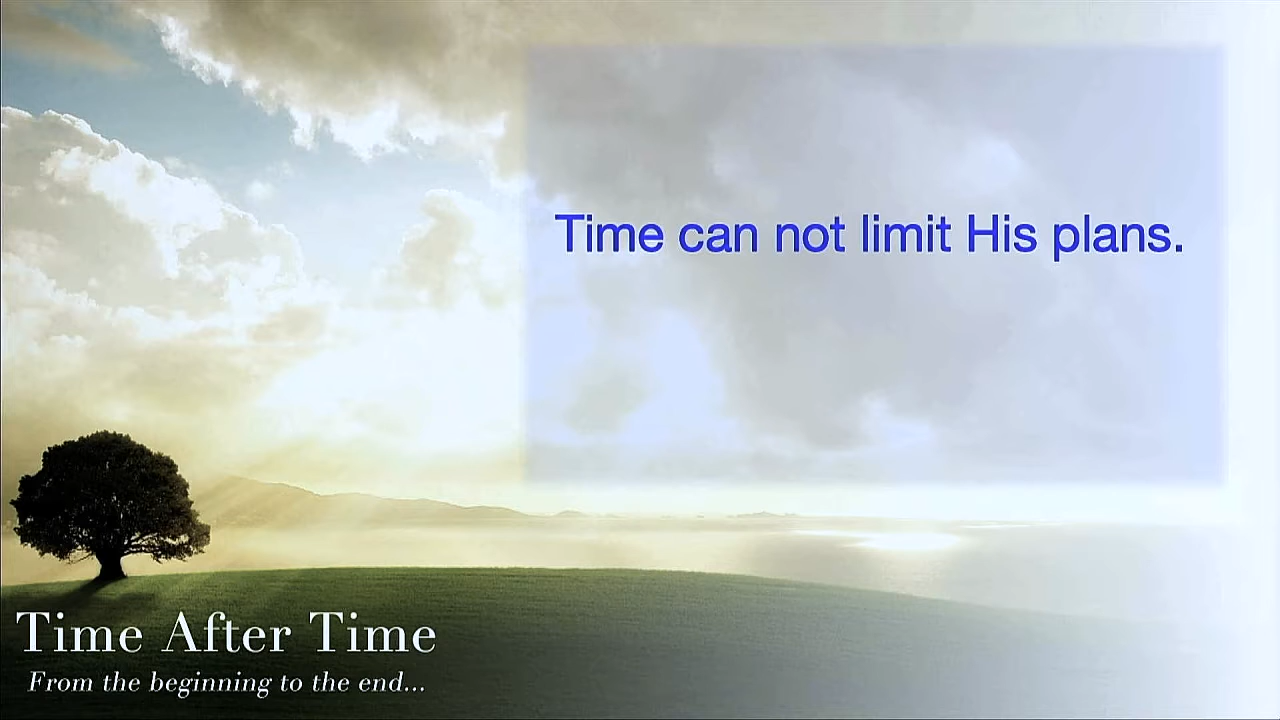 Time can not limit His plans.
Time After Time
From the beginning to the end...